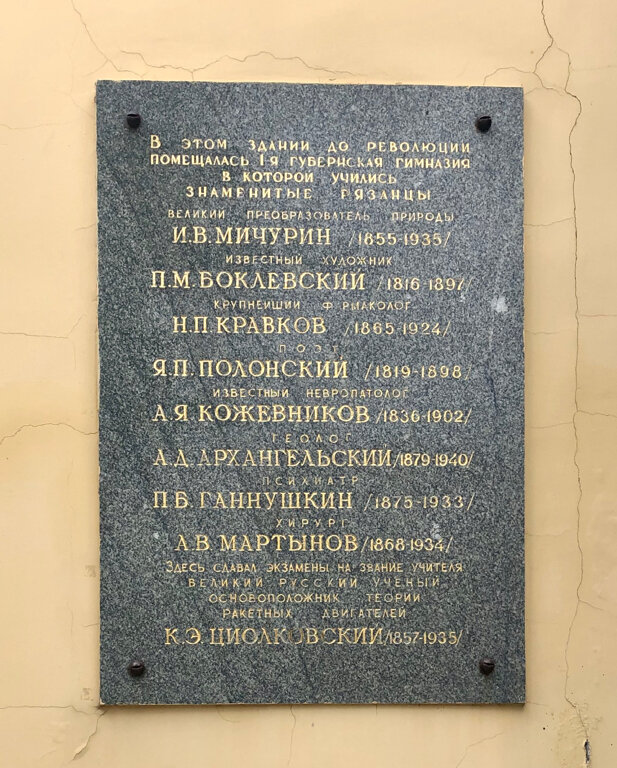 В ЭТОМ ЗДАНИИ ДО РЕВОЛЮЦИИ
ПОМЕЩАЛАСЬ 1-Я ГУБЕРНСКАЯ ГИМНАЗИЯ
В КОТОРОЙ УЧИЛИСЬ
ЗНАМЕНИТЫЕ РЯЗАНЦЫ
ВЕЛИКИЙ ПРЕОБРАЗОВАТЕЛЬ ПРИРОДЫ
И.В.МИЧУРИН /1855-1935/
ИЗВЕСТНЫЙ ХУДОЖНИК
П.М.БОКЛЕВСКИЙ /1816-1897/
КРУПНЕЙШИЙ Ф РМАКОЛОГ
Н.П КРАВКОВ /1865-1924/
ПОЭТ
Я.П.ПОЛОНСКИЙ /1819-1898/
ИЗВЕСТНЫЙ НЕВРОПАТОЛОГ
А.Я КОЖЕВНИКОВ /1836-1902/
ГЕОЛОГ
А.Д.АРХАНГЕЛЬСКИЙ/1879-1940/
ПСИХИАТР
П.Б.ГАННУШКИН /1875-1933/
ХИРУРГ
А.В МАРТЫНОВ /1868-1934/
ЗДЕСЬ СДАВАЛ ЭКЗАМЕНЫ НА ЗВАНИЕ УЧИТЕЛЯ
ВЕЛИКИЙ РУССКИЙ УЧЕНЫЙ
ОСНОВОПОЛОЖНИК ТЕОРИИ
РАКЕТНЫХ ДВИГАТЕЛЕЙ
К.Э.ЦИОЛКОВСКИЙ/1857-1935/